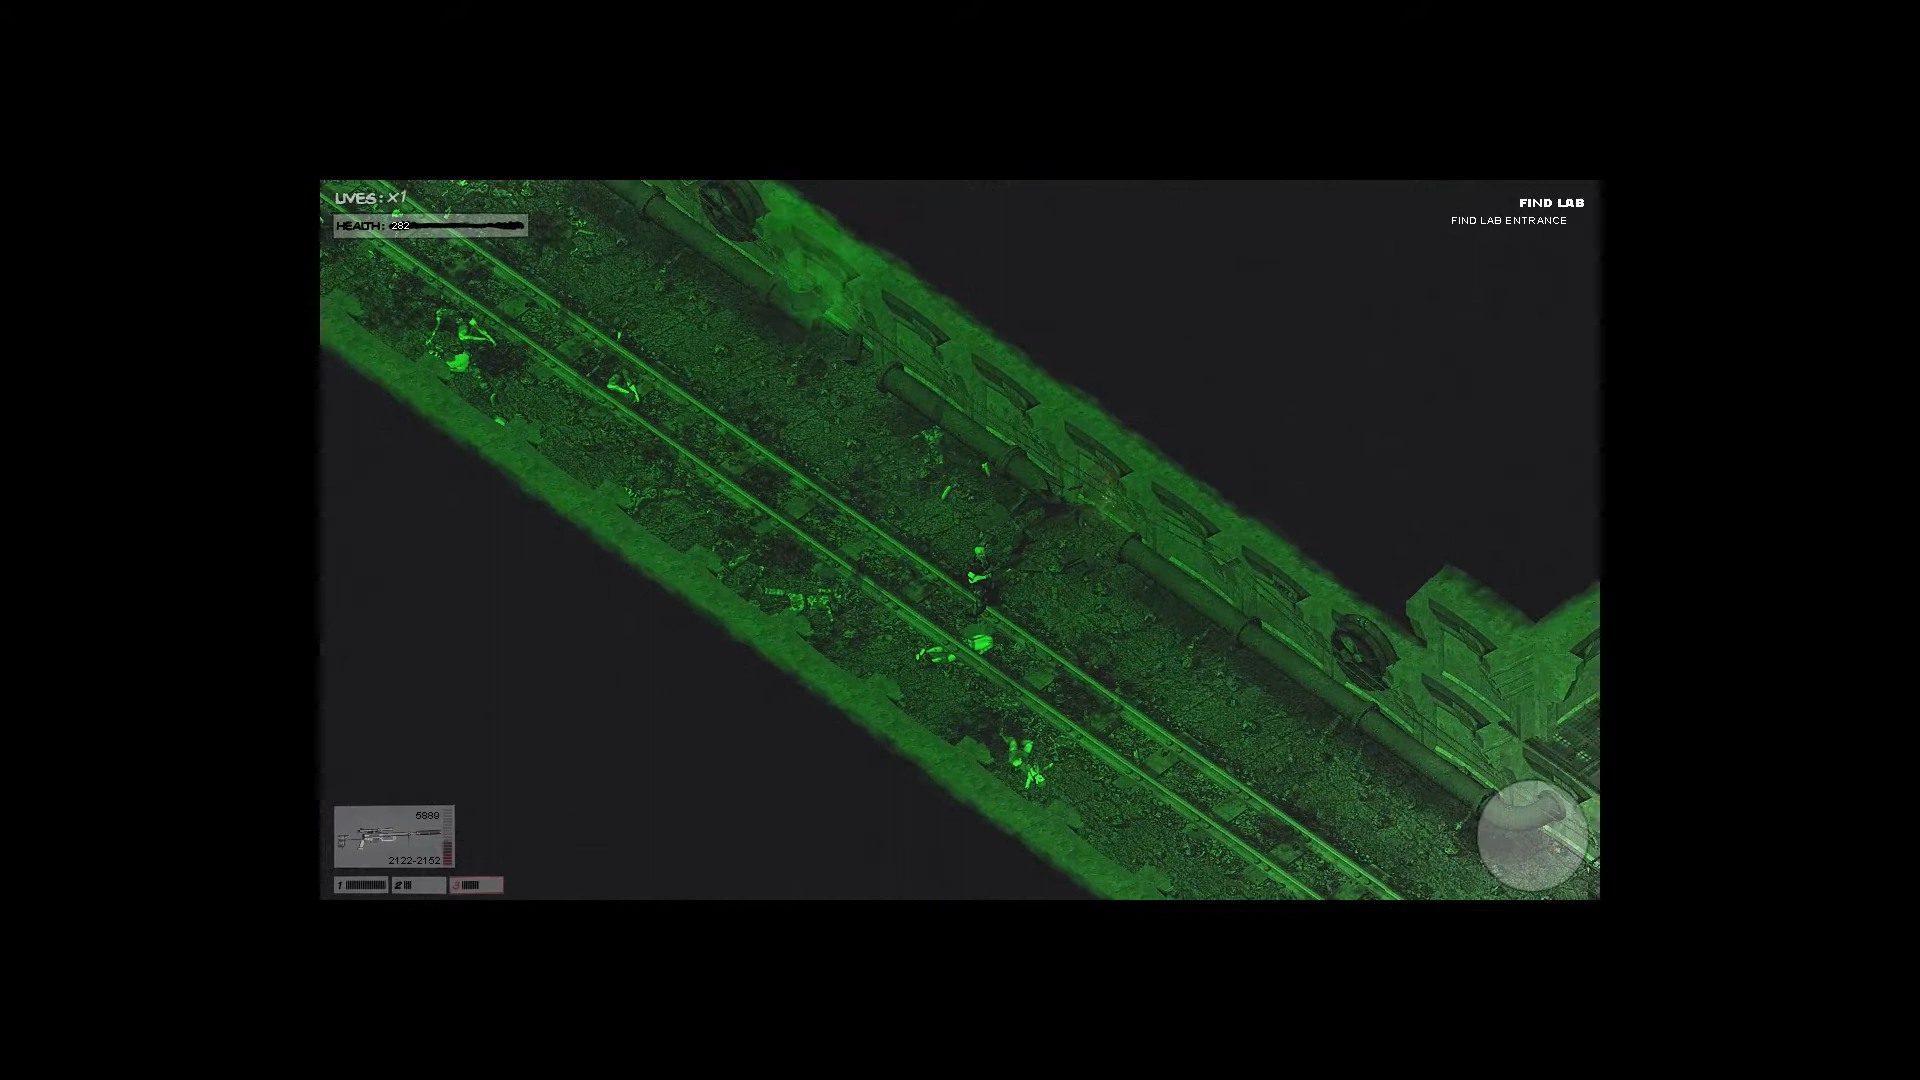 LIVES: X1
HEALTH: 282
FIND LAB
FIND LAB ENTRANCE
5889
2122-2152
1 2 3